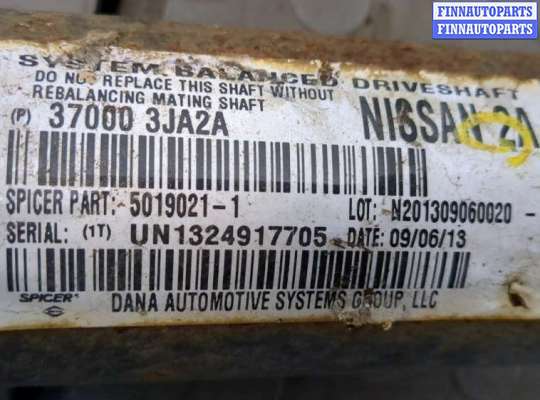 FINNAUTOPARTS
FINNAUTOPARTS
SYSTEM BALANCED DRIVESHAFT
DO NOT REPLACE THIS SHAFT WITHOUT
REBALANCING MATING SHAFT
(P) 37000 3JA2A NISSAN 2A
SPICER PART: 5019021-1 LOT: N201309060020 -
SERIAL: (1T) UN1324917705 DATE: 09/06/13
SPICER DANA AUTOMOTIVE SYSTEMS GROUP, LLC